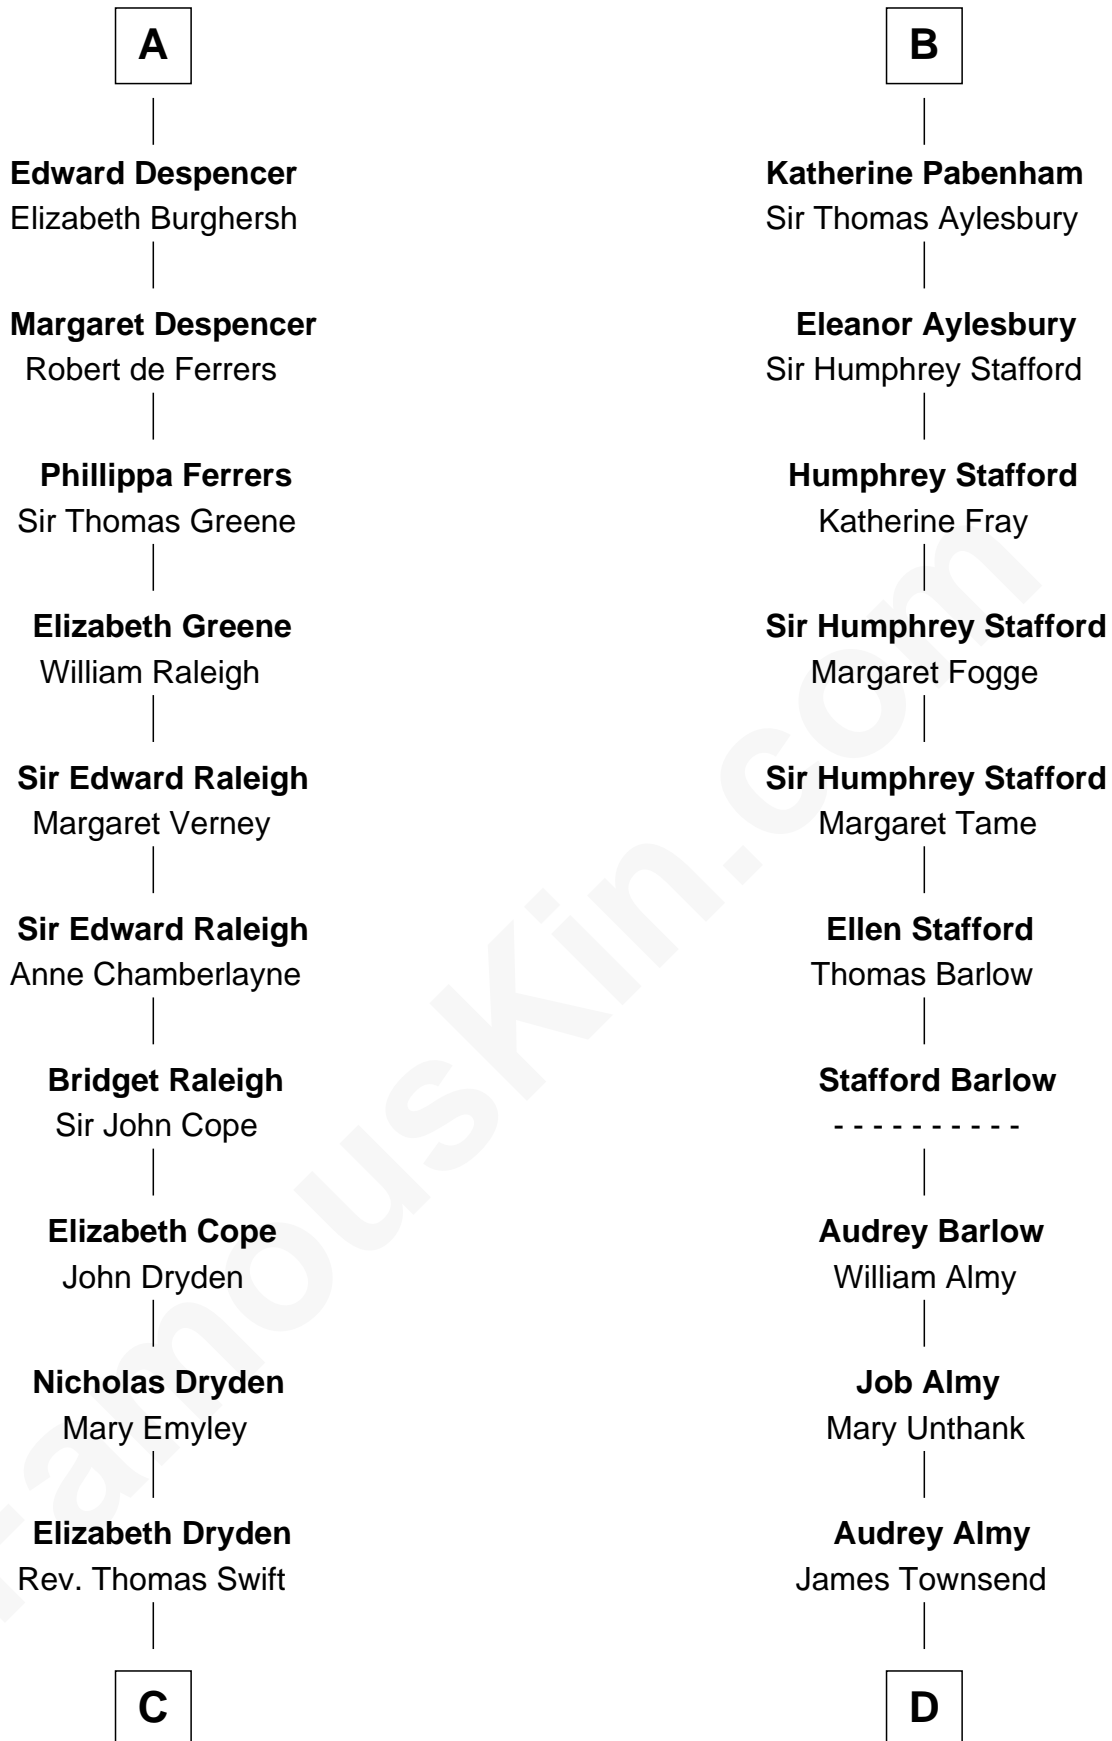 A
Edward Despencer
Elizabeth Burghersh
Margaret Despencer
Robert de Ferrers
Phillippa Ferrers
Sir Thomas Greene
Elizabeth Greene
William Raleigh
Sir Edward Raleigh
Margaret Verney
Sir Edward Raleigh
Anne Chamberlayne
Bridget Raleigh
Sir John Cope
Elizabeth Cope
John Dryden
Nicholas Dryden
Mary Emyley
Elizabeth Dryden
Rev. Thomas Swift
C
B
Katherine Pabenham
Sir Thomas Aylesbury
Eleanor Aylesbury
Sir Humphrey Stafford
Humphrey Stafford
Katherine Fray
Sir Humphrey Stafford
Margaret Fogge
Sir Humphrey Stafford
Margaret Tame
Ellen Stafford
Thomas Barlow
Stafford Barlow
- - - - - - - - - -
Audrey Barlow
William Almy
Job Almy
Mary Unthank
Audrey Almy
James Townsend
D
FamousKin.com